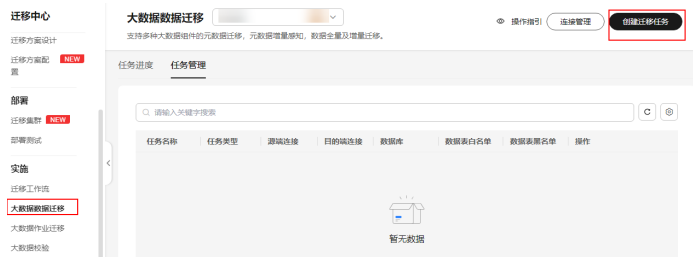 迁移中心
迁移方案设计
迁移方案配置 NEW
部署
迁移集群 NEW
部署测试
实施
迁移工作流
大数据数据迁移
大数据作业迁移
大数据校验
大数据数据迁移
操作指引 连接管理 创建迁移任务
支持多种大数据组件的元数据迁移，元数据增量感知，数据全量及增量迁移。
任务进度 任务管理
请输入关键字搜索
任务名称 任务类型 源端连接 目的端连接 数据库 数据表白名单 数据表黑名单 操作
暂无数据